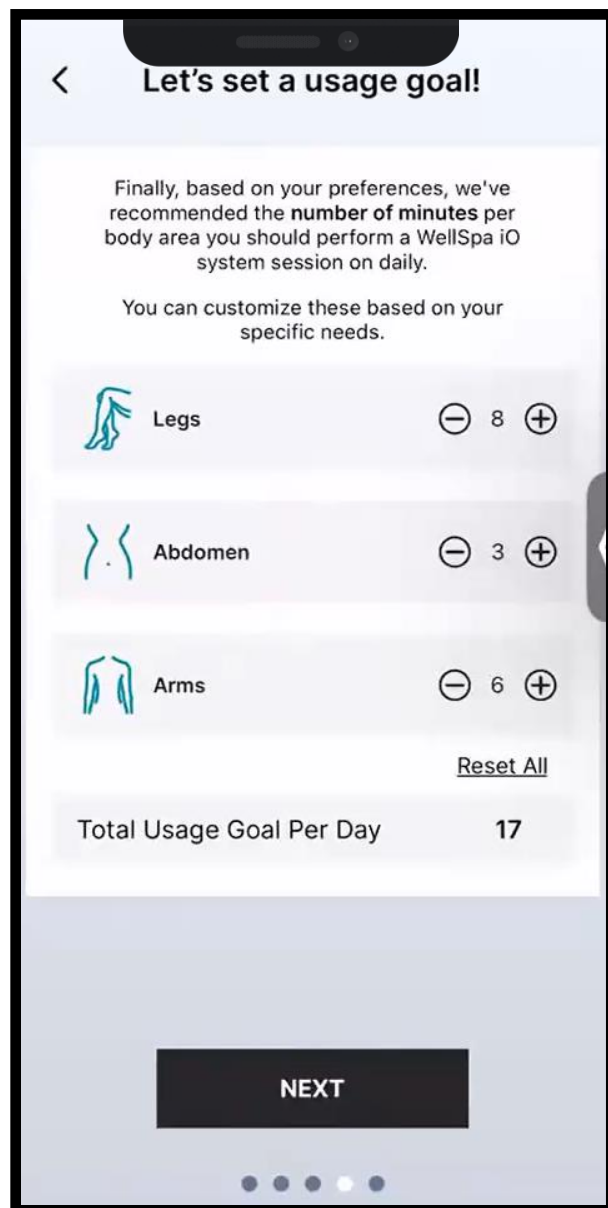 Let's set a usage goal!
Finally, based on your preferences, we've
recommended the number of minutes per
body area you should perform a WellSpa iO
system session on daily.
You can customize these based on your
specific needs.
Legs 8
Abdomen 3
Arms 6
Reset All
Total Usage Goal Per Day 17
NEXT